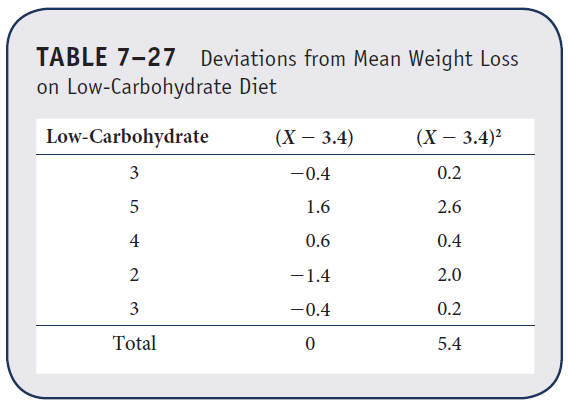 TABLE 7–27 Deviations from Mean Weight Loss
on Low-Carbohydrate Diet
Low-Carbohydrate (X − 3.4) (X − 3.4)²
3 −0.4 0.2
5 1.6 2.6
4 0.6 0.4
2 −1.4 2.0
3 −0.4 0.2
Total 0 5.4